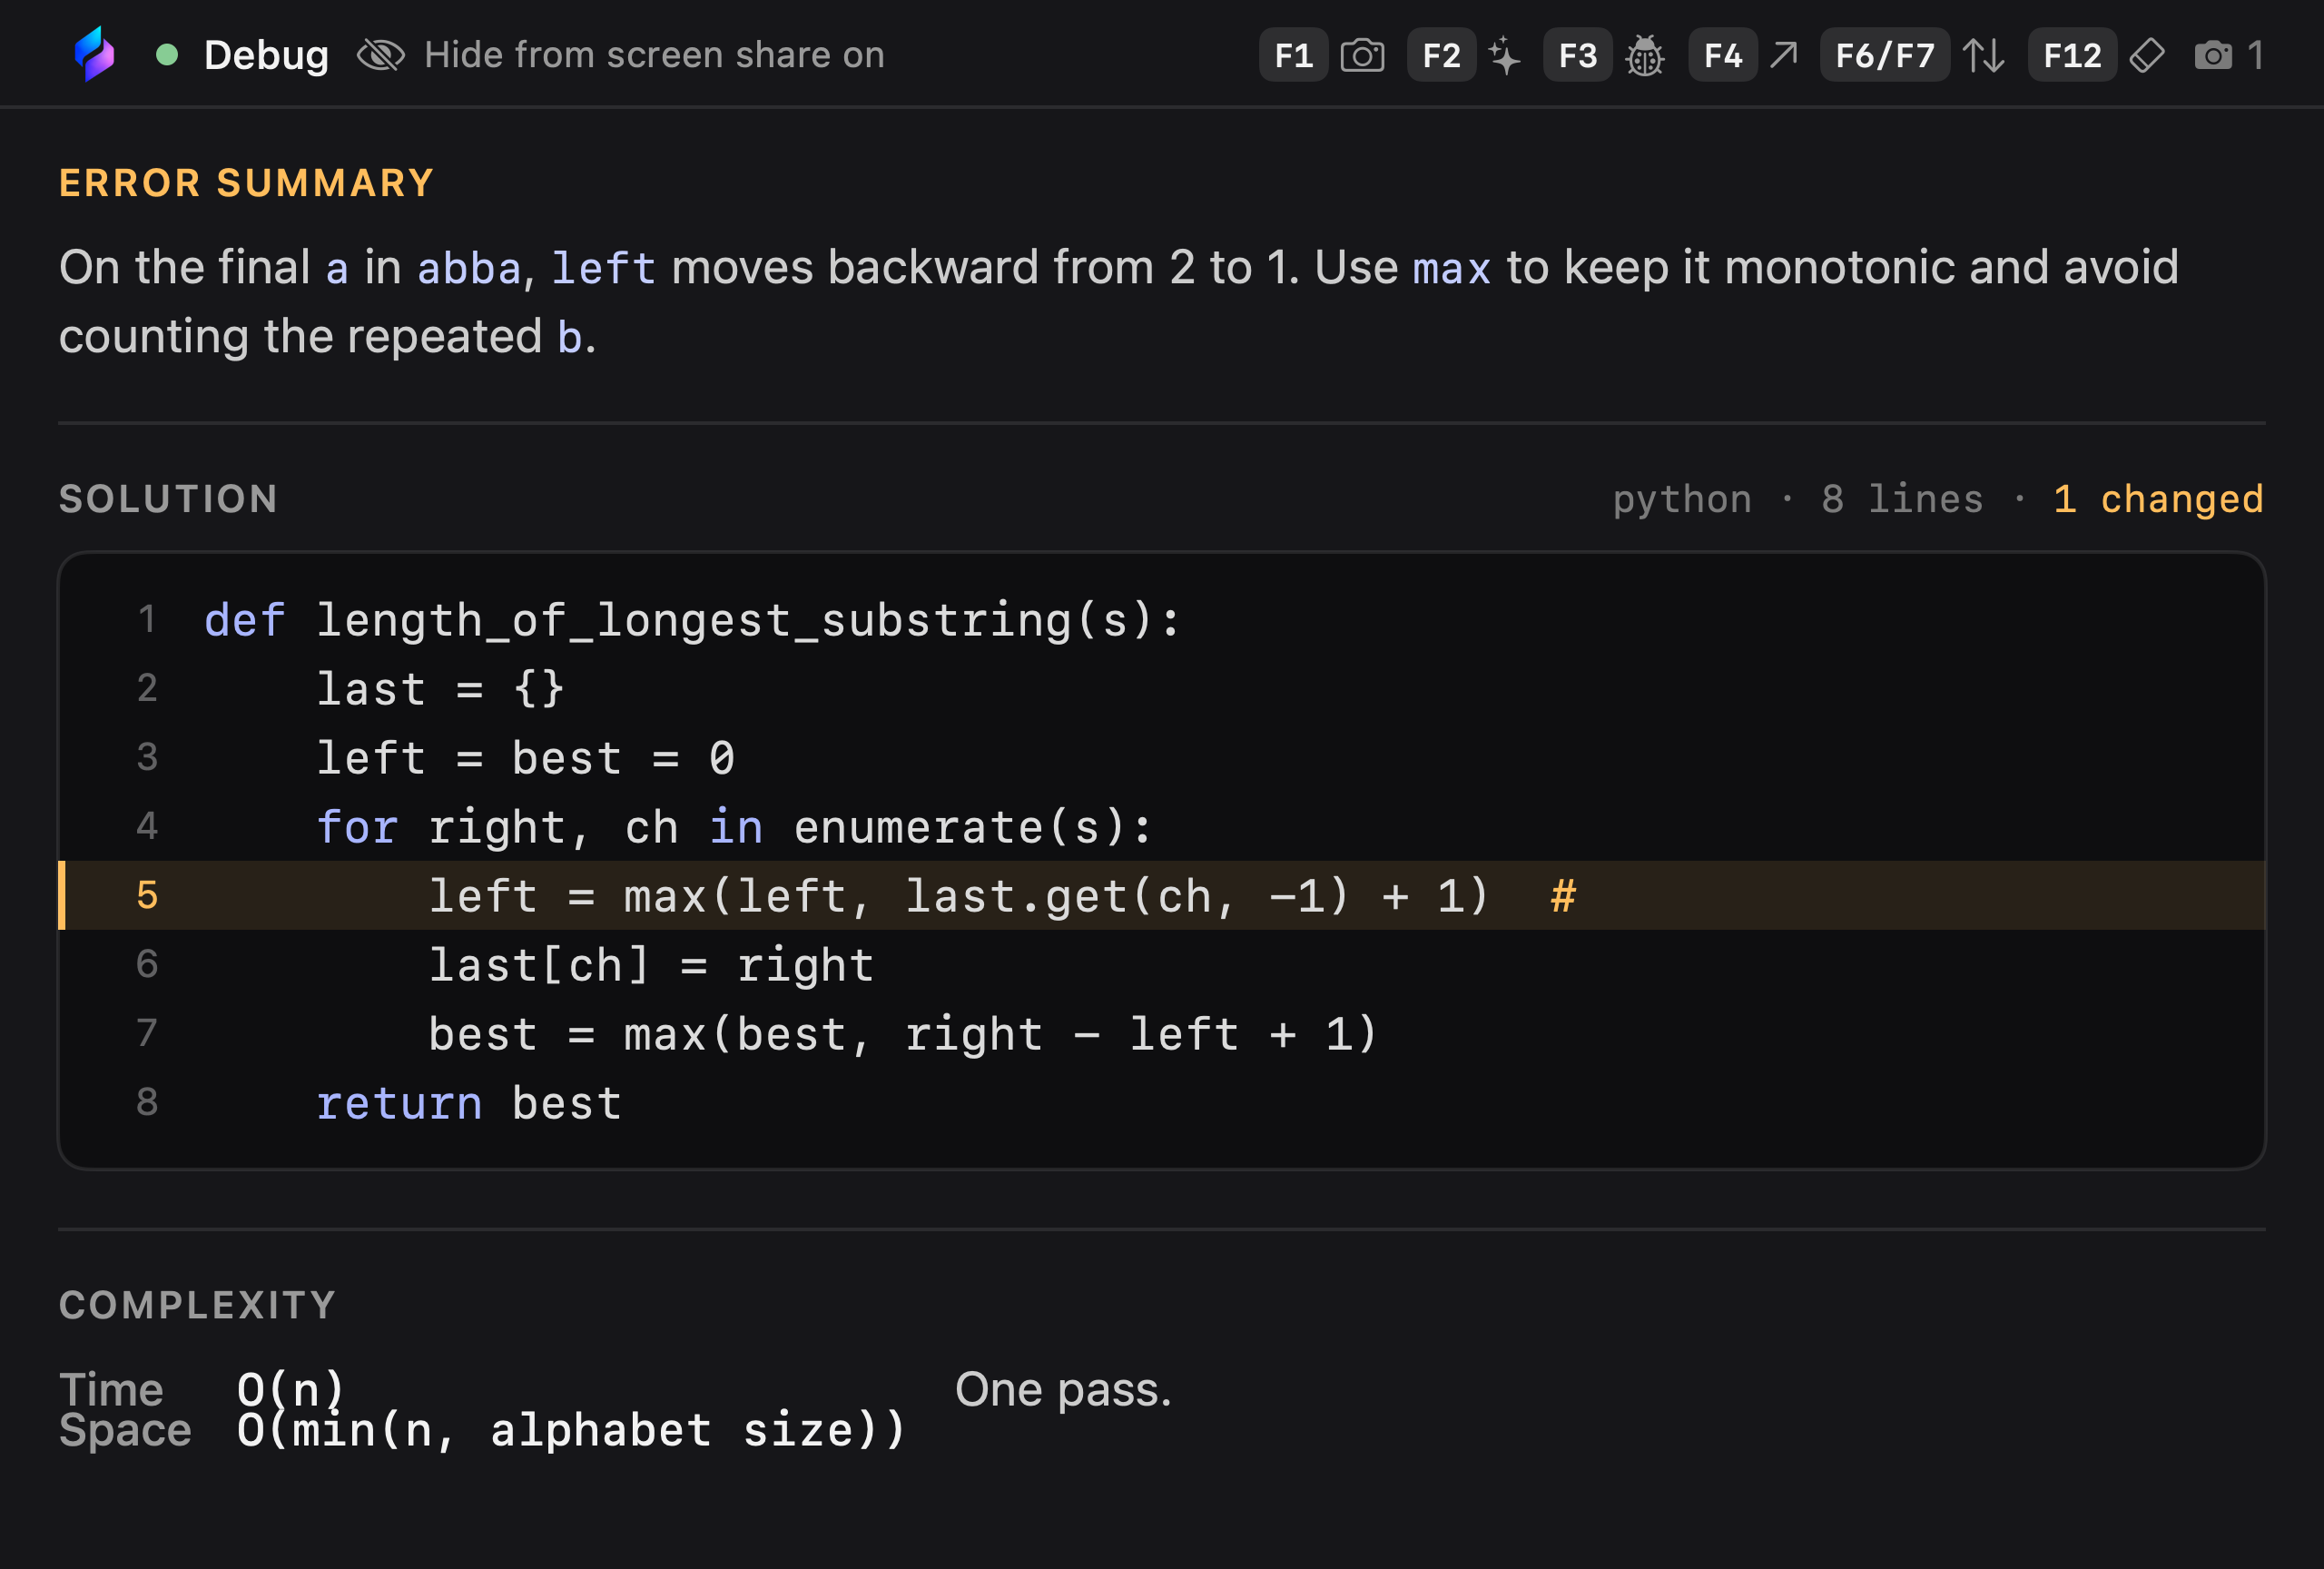 Debug Hide from screen share on F1 F2 F3 F4 F6/F7 F12 1
ERROR SUMMARY
On the final a in abba, left moves backward from 2 to 1. Use max to keep it monotonic and avoid
counting the repeated b.
SOLUTION python · 8 lines · 1 changed
1 def length_of_longest_substring(s):
2     last = {}
3     left = best = 0
4     for right, ch in enumerate(s):
5         left = max(left, last.get(ch, -1) + 1)  #
6         last[ch] = right
7         best = max(best, right - left + 1)
8     return best
COMPLEXITY
Time O(n) One pass.
Space O(min(n, alphabet size))